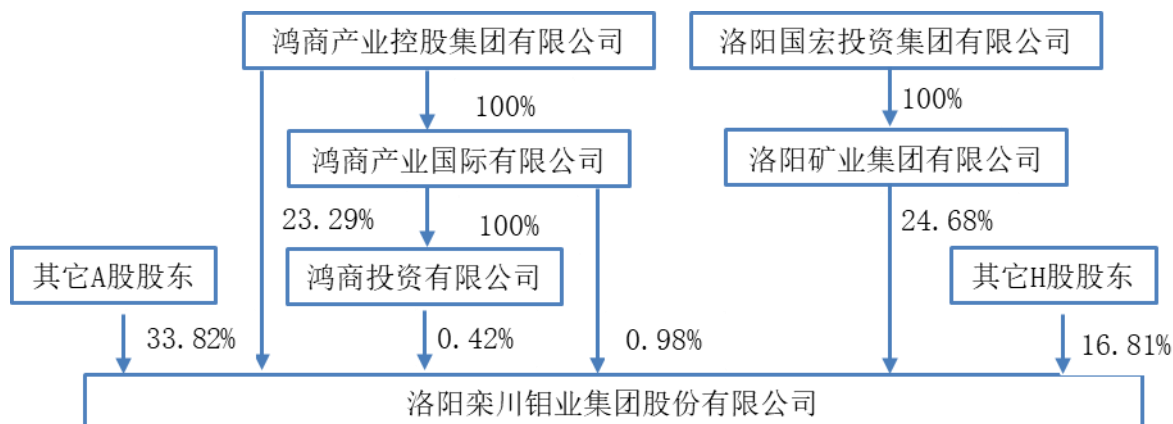 鸿商产业控股集团有限公司
洛阳国宏投资集团有限公司
100%
100%
鸿商产业国际有限公司
洛阳矿业集团有限公司
23.29%
100%
24.68%
其它A股股东
鸿商投资有限公司
其它H股股东
33.82%
0.42%
0.98%
16.81%
洛阳栾川钼业集团股份有限公司